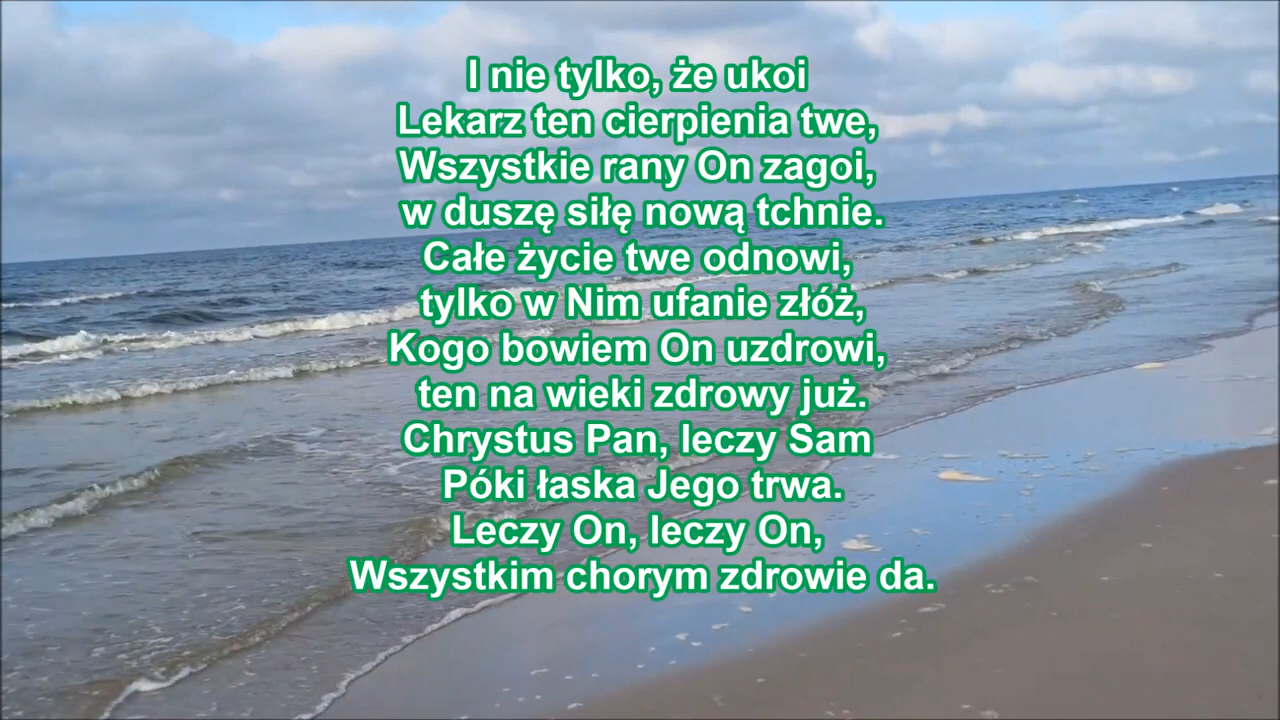 I nie tylko, że ukoi
Lekarz ten cierpienia twe,
Wszystkie rany On zagoi,
w duszę siłę nową tchnie.
Całe życie twe odnowi,
tylko w Nim ufanie złóż,
Kogo bowiem On uzdrowi,
ten na wieki zdrowy już.
Chrystus Pan, leczy Sam
Póki łaska Jego trwa.
Leczy On, leczy On,
Wszystkim chorym zdrowie da.